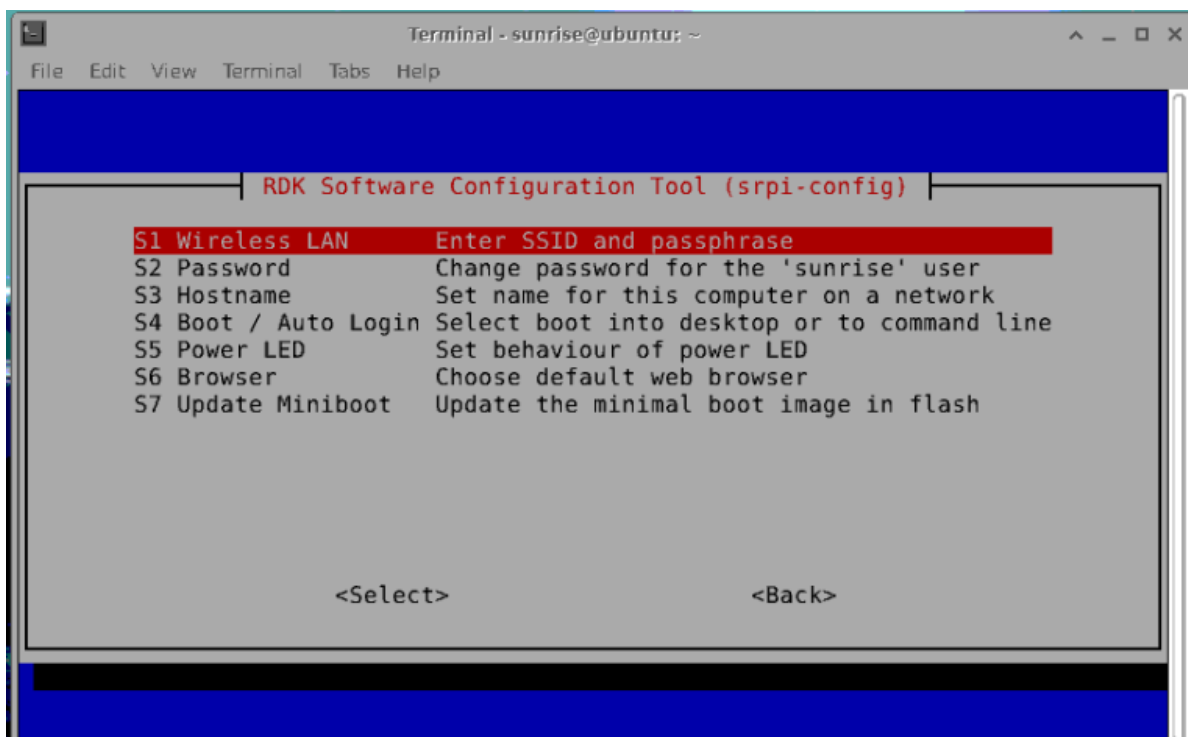 Terminal - sunrise@ubuntu: ~
File Edit View Terminal Tabs Help
RDK Software Configuration Tool (srpi-config)
S1 Wireless LAN Enter SSID and passphrase
S2 Password Change password for the 'sunrise' user
S3 Hostname Set name for this computer on a network
S4 Boot / Auto Login Select boot into desktop or to command line
S5 Power LED Set behaviour of power LED
S6 Browser Choose default web browser
S7 Update Miniboot Update the minimal boot image in flash
<Select> <Back>